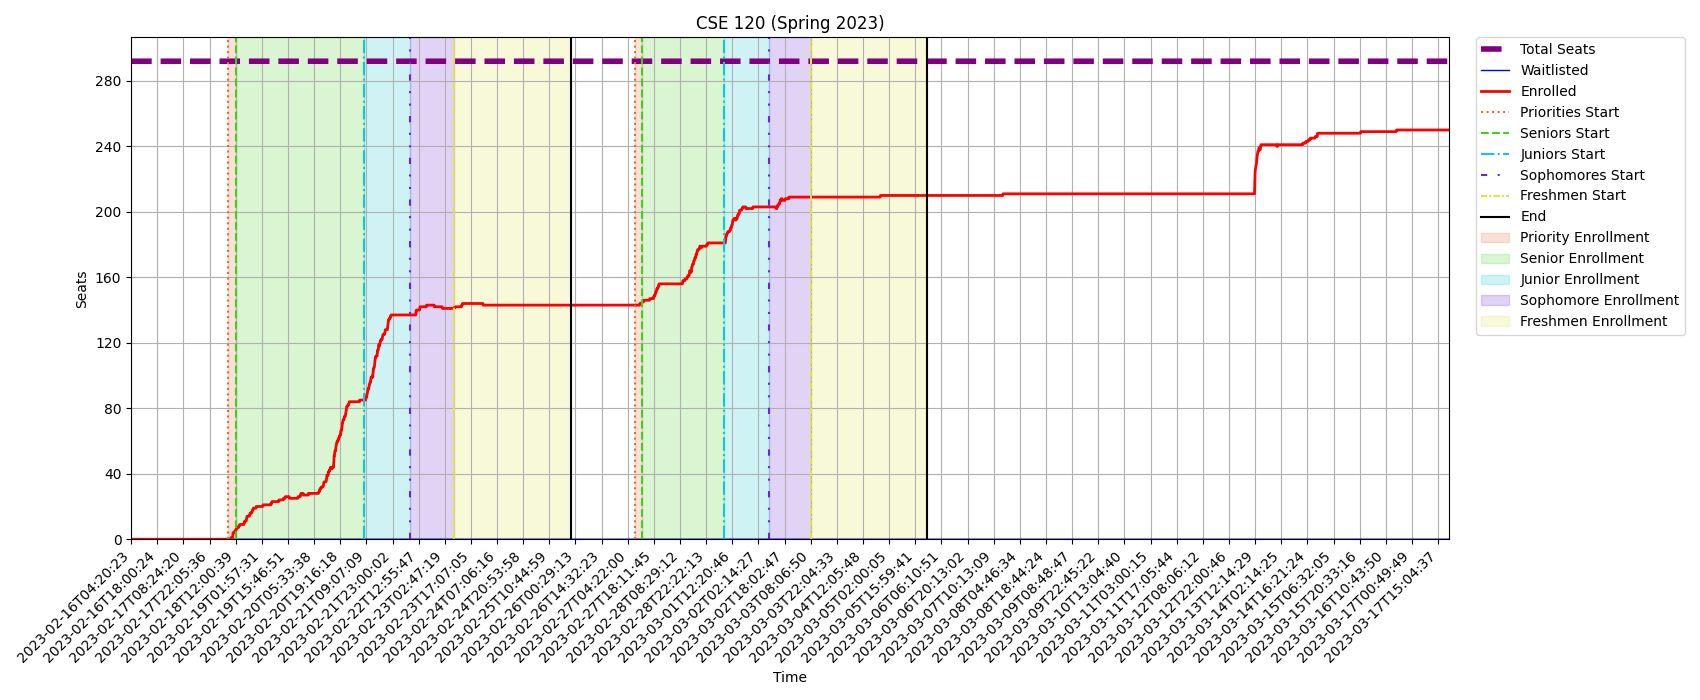 CSE 120 (Spring 2023)
Seats
280
240
200
160
120
80
40
0
2023-02-16T04:20:23
2023-02-16T18:00:24
2023-02-17T08:24:20
2023-02-17T22:05:36
2023-02-18T12:00:39
2023-02-19T01:57:31
2023-02-19T15:46:51
2023-02-20T05:33:38
2023-02-20T19:16:18
2023-02-21T09:07:09
2023-02-21T23:00:02
2023-02-22T12:55:47
2023-02-23T02:47:19
2023-02-23T17:07:05
2023-02-24T07:06:16
2023-02-24T20:53:58
2023-02-25T10:44:59
2023-02-26T00:29:13
2023-02-26T14:32:23
2023-02-27T04:22:00
2023-02-27T18:11:45
2023-02-28T08:29:12
2023-02-28T22:22:13
2023-03-01T12:20:46
2023-03-02T02:14:27
2023-03-02T18:02:47
2023-03-03T08:06:50
2023-03-03T22:04:33
2023-03-04T12:05:48
2023-03-05T02:00:05
2023-03-05T15:59:41
2023-03-06T06:10:51
2023-03-06T20:13:02
2023-03-07T10:13:09
2023-03-08T04:46:34
2023-03-08T18:44:24
2023-03-09T08:48:47
2023-03-09T22:45:22
2023-03-10T13:04:40
2023-03-11T03:00:15
2023-03-11T17:05:44
2023-03-12T08:06:12
2023-03-12T22:00:46
2023-03-13T12:14:29
2023-03-14T02:14:25
2023-03-14T16:21:24
2023-03-15T06:32:05
2023-03-15T20:33:16
2023-03-16T10:43:50
2023-03-17T00:49:49
2023-03-17T15:04:37
Time
Total Seats
Waitlisted
Enrolled
Priorities Start
Seniors Start
Juniors Start
Sophomores Start
Freshmen Start
End
Priority Enrollment
Senior Enrollment
Junior Enrollment
Sophomore Enrollment
Freshmen Enrollment